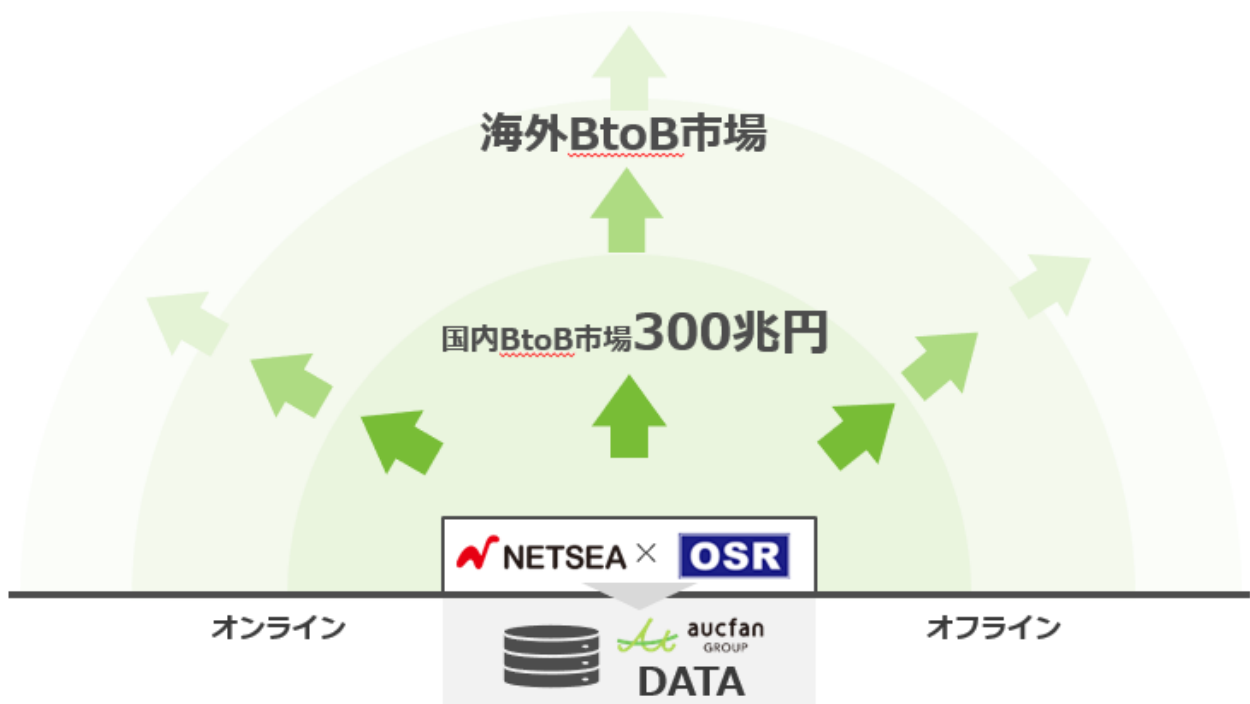 海外BtoB市場
国内BtoB市場300兆円
NETSEA × OSR
オンライン
オフライン
aucfan
GROUP
DATA